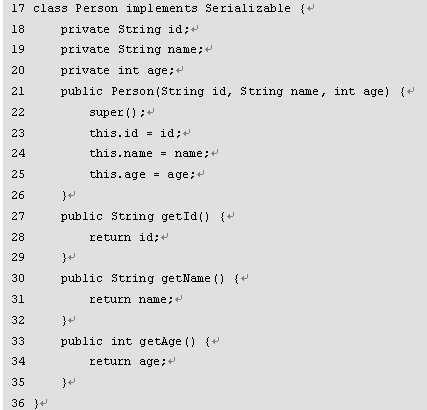 17 class Person implements Serializable {↵
18     private String id;↵
19     private String name;↵
20     private int age;↵
21     public Person(String id, String name, int age) {↵
22         super();↵
23         this.id = id;↵
24         this.name = name;↵
25         this.age = age;↵
26     }↵
27     public String getId() {↵
28         return id;↵
29     }↵
30     public String getName() {↵
31         return name;↵
32     }↵
33     public int getAge() {↵
34         return age;↵
35     }↵
36 }↵